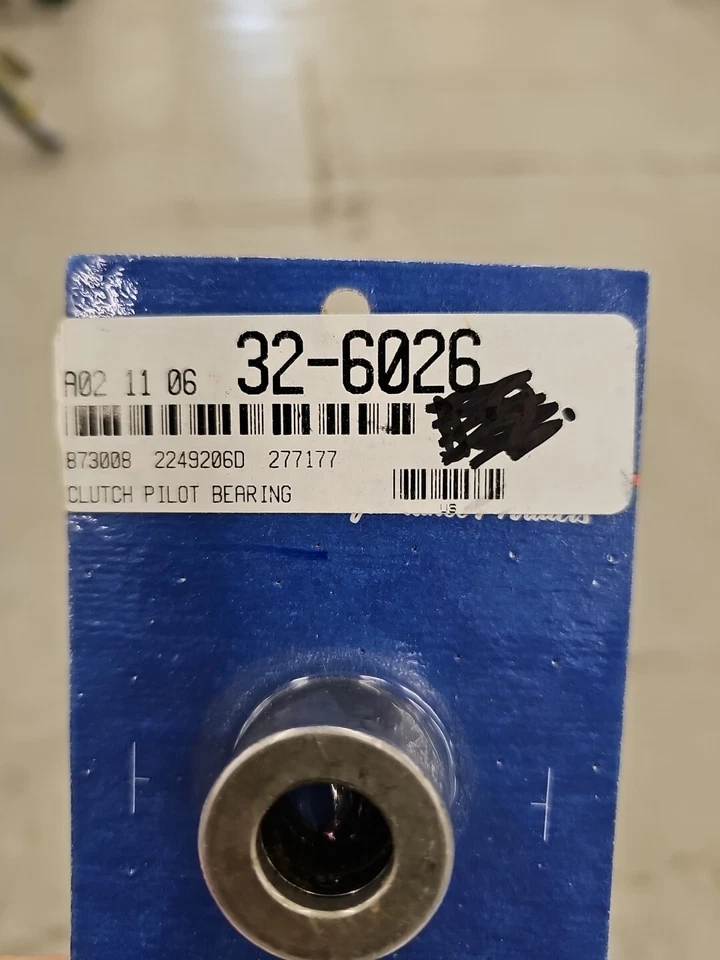 32-6026
A02 11 06
873008 2249206D 277177
CLUTCH PILOT BEARING
US